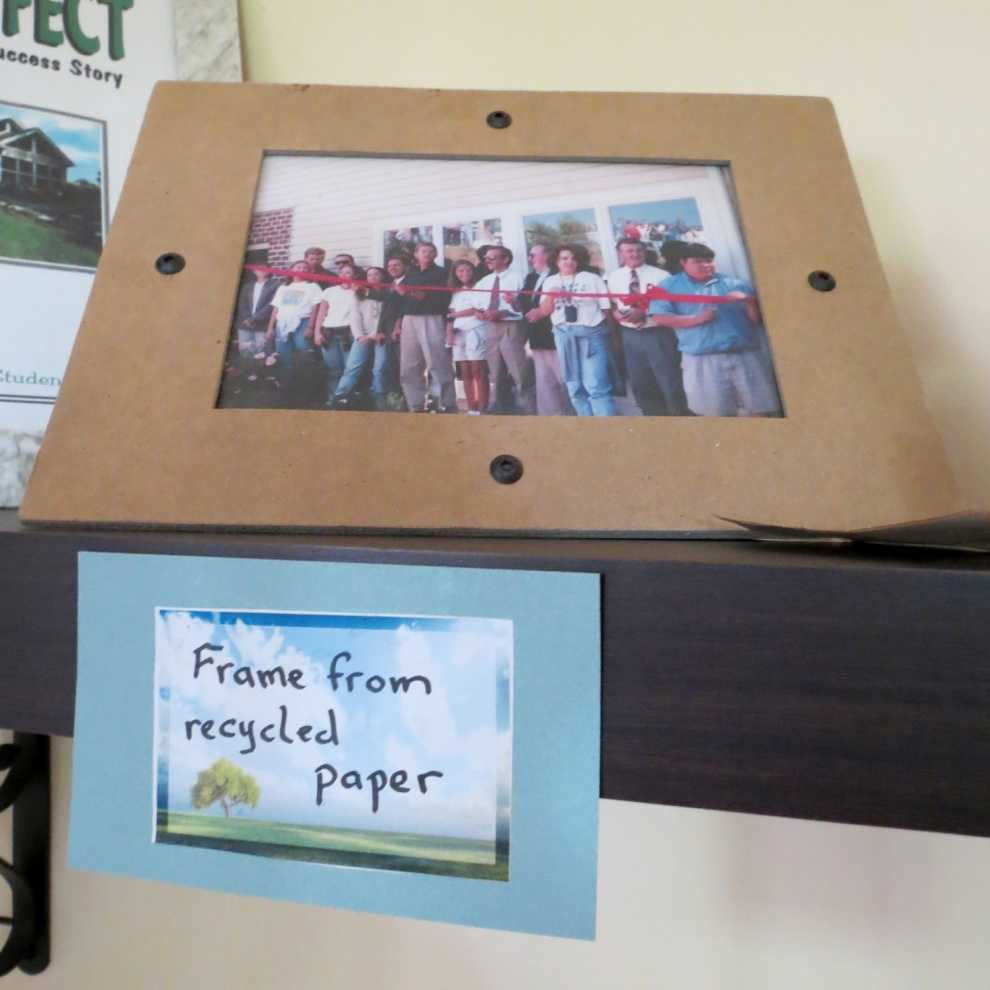 FECT
uccess Story
Studen
Frame from
recycled
paper